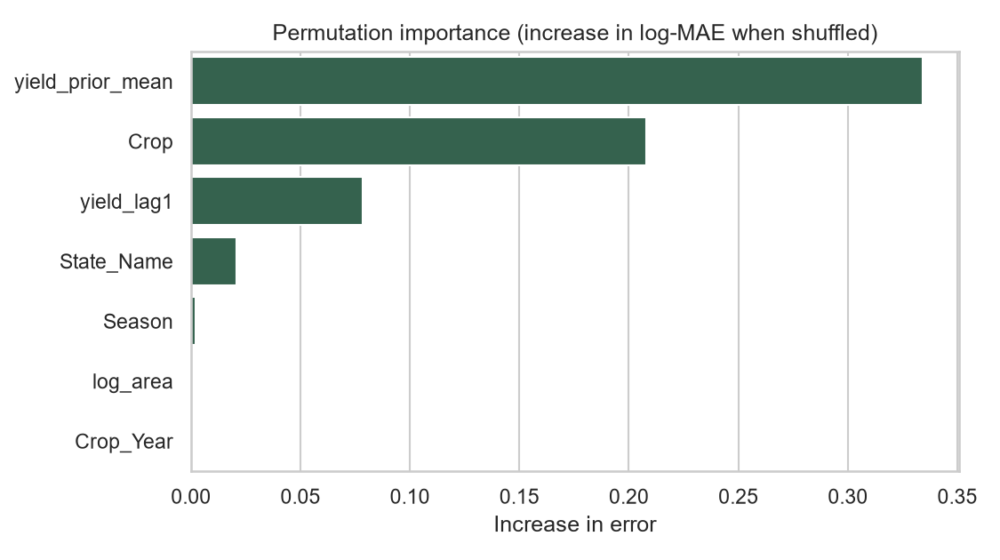 Permutation importance (increase in log-MAE when shuffled)
yield_prior_mean
Crop
yield_lag1
State_Name
Season
log_area
Crop_Year
0.00 0.05 0.10 0.15 0.20 0.25 0.30 0.35
Increase in error